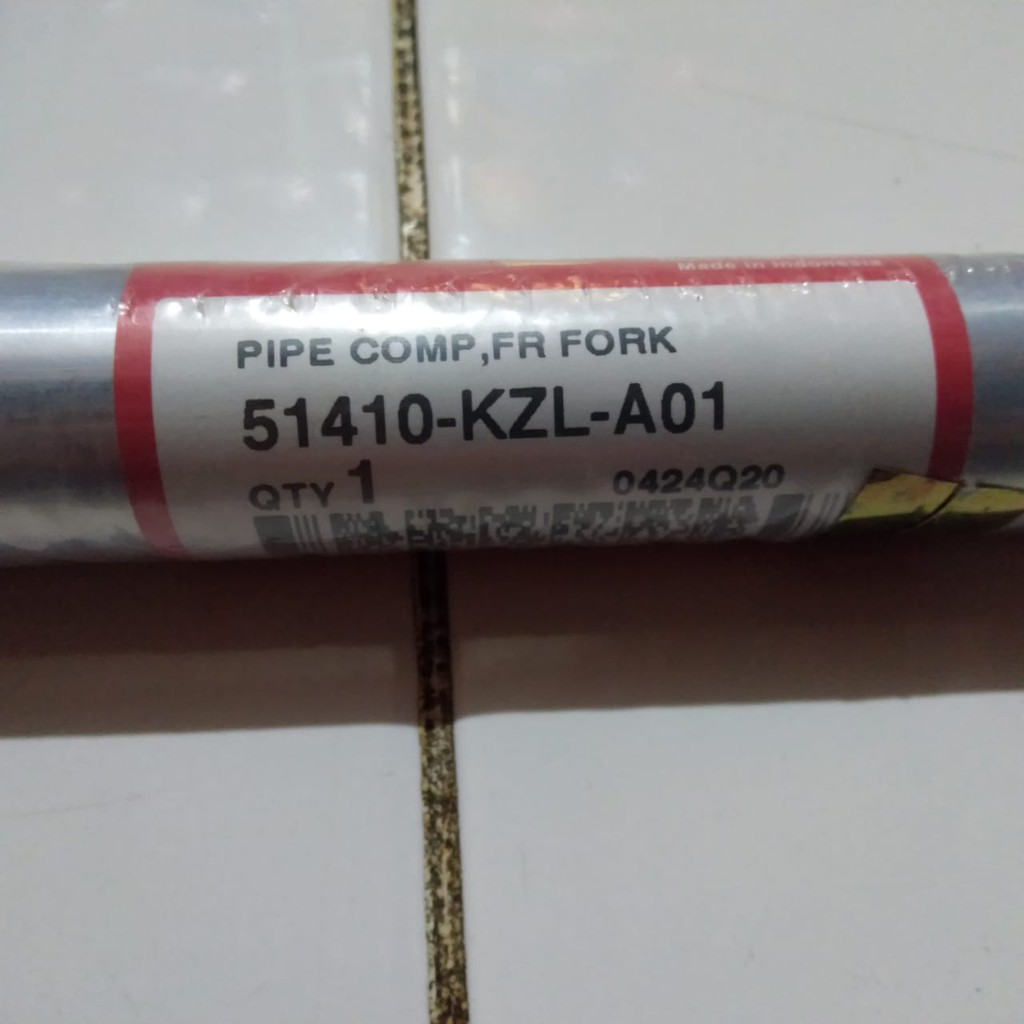 Made in Indonesia
PIPE COMP,FR FORK
51410-KZL-A01
QTY 1 0424Q20